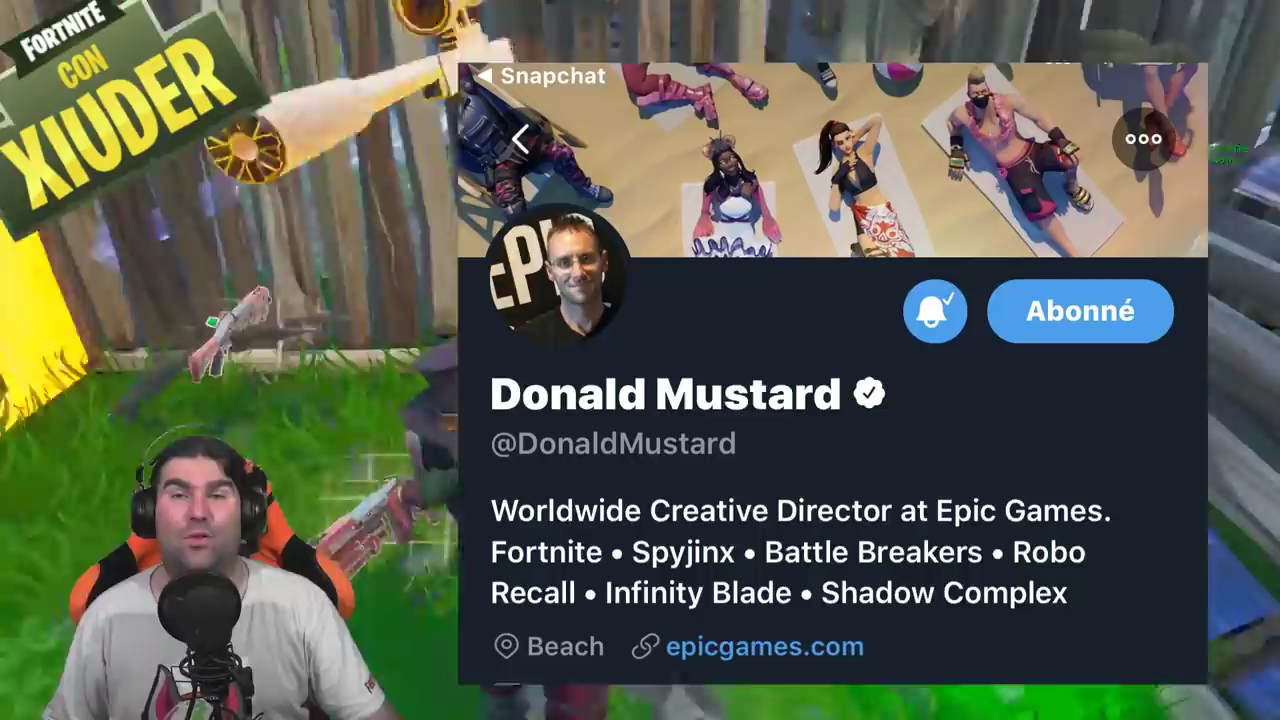 FORTNITE
CON
XIUDER
Snapchat
EPI
Abonné
Donald Mustard
@DonaldMustard
Worldwide Creative Director at Epic Games.
Fortnite • Spyjinx • Battle Breakers • Robo
Recall • Infinity Blade • Shadow Complex
Beach epicgames.com